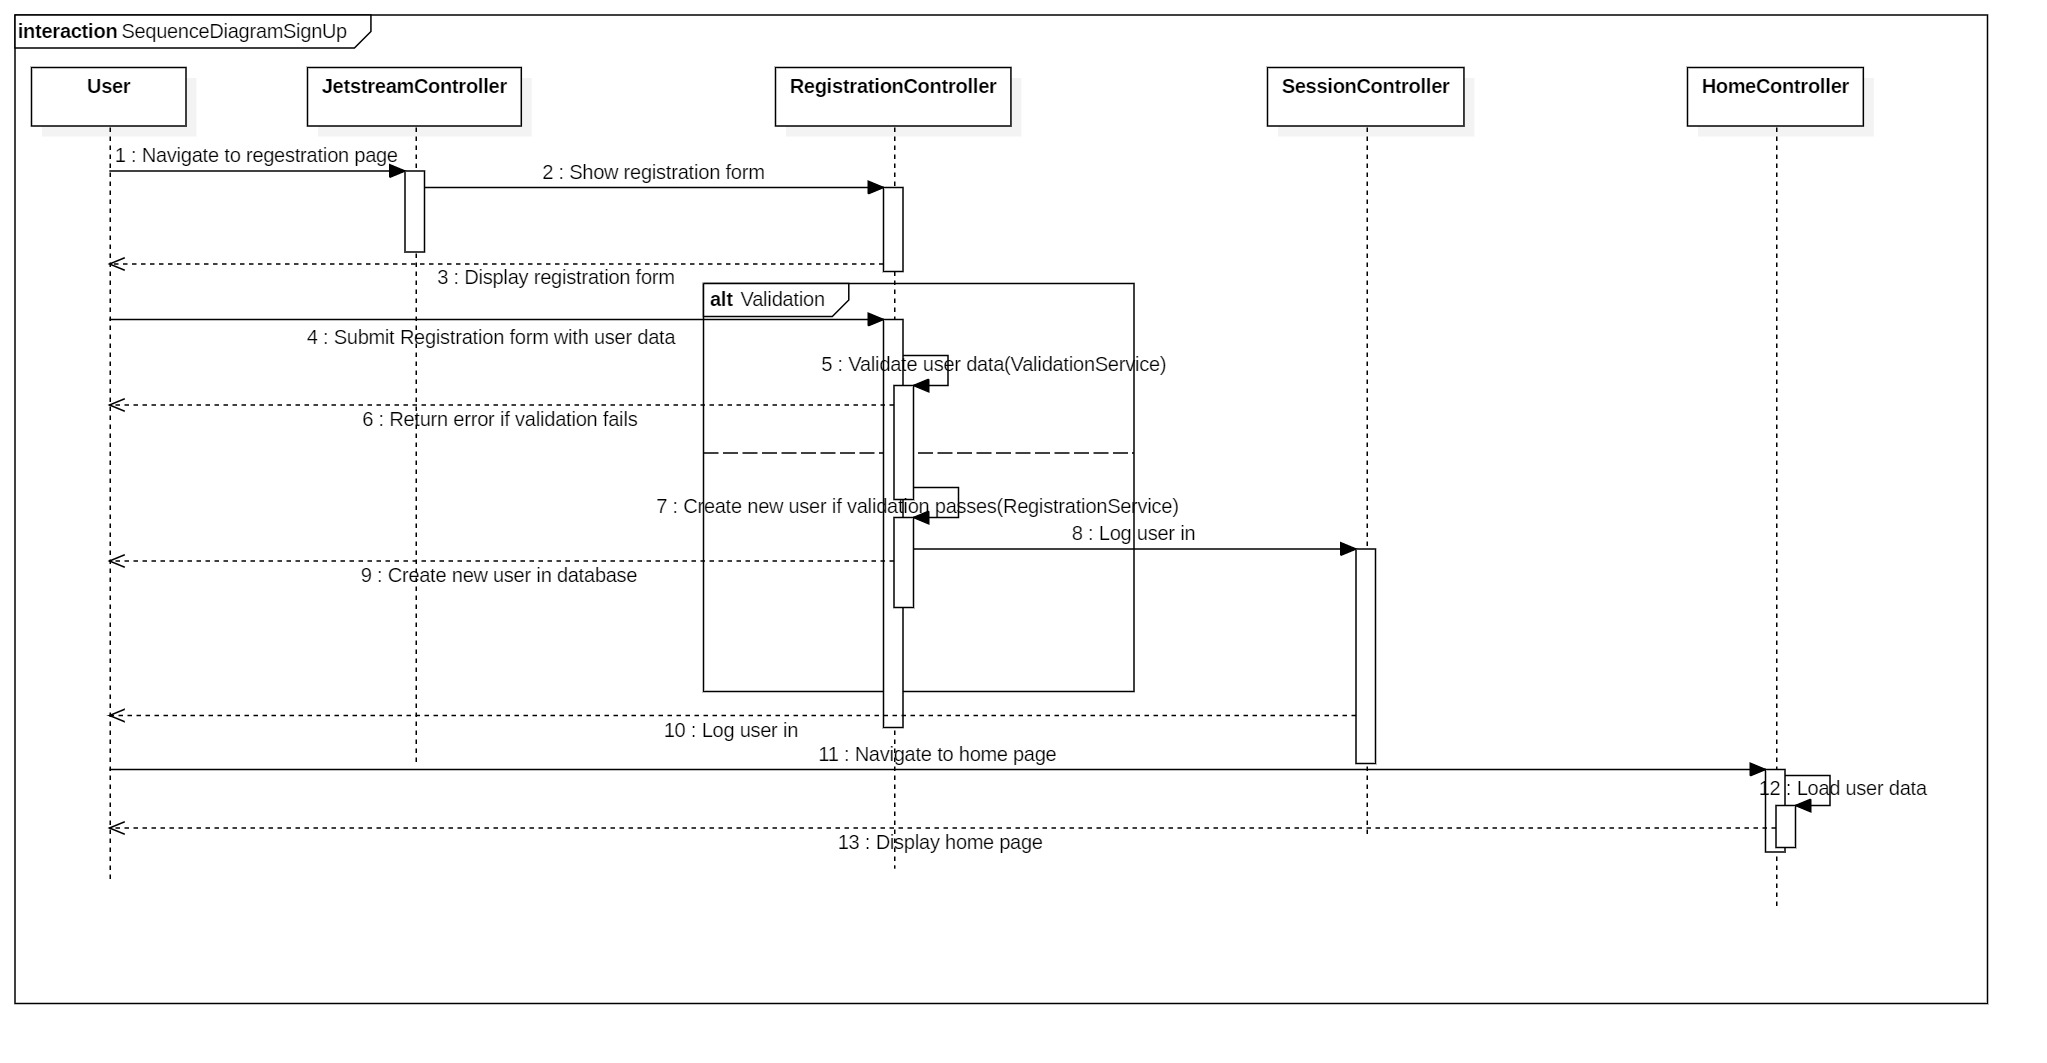 interaction SequenceDiagramSignUp
User
JetstreamController
RegistrationController
SessionController
HomeController
1 : Navigate to regestration page
2 : Show registration form
3 : Display registration form
alt Validation
4 : Submit Registration form with user data
5 : Validate user data(ValidationService)
6 : Return error if validation fails
7 : Create new user if validation passes(RegistrationService)
8 : Log user in
9 : Create new user in database
10 : Log user in
11 : Navigate to home page
12 : Load user data
13 : Display home page